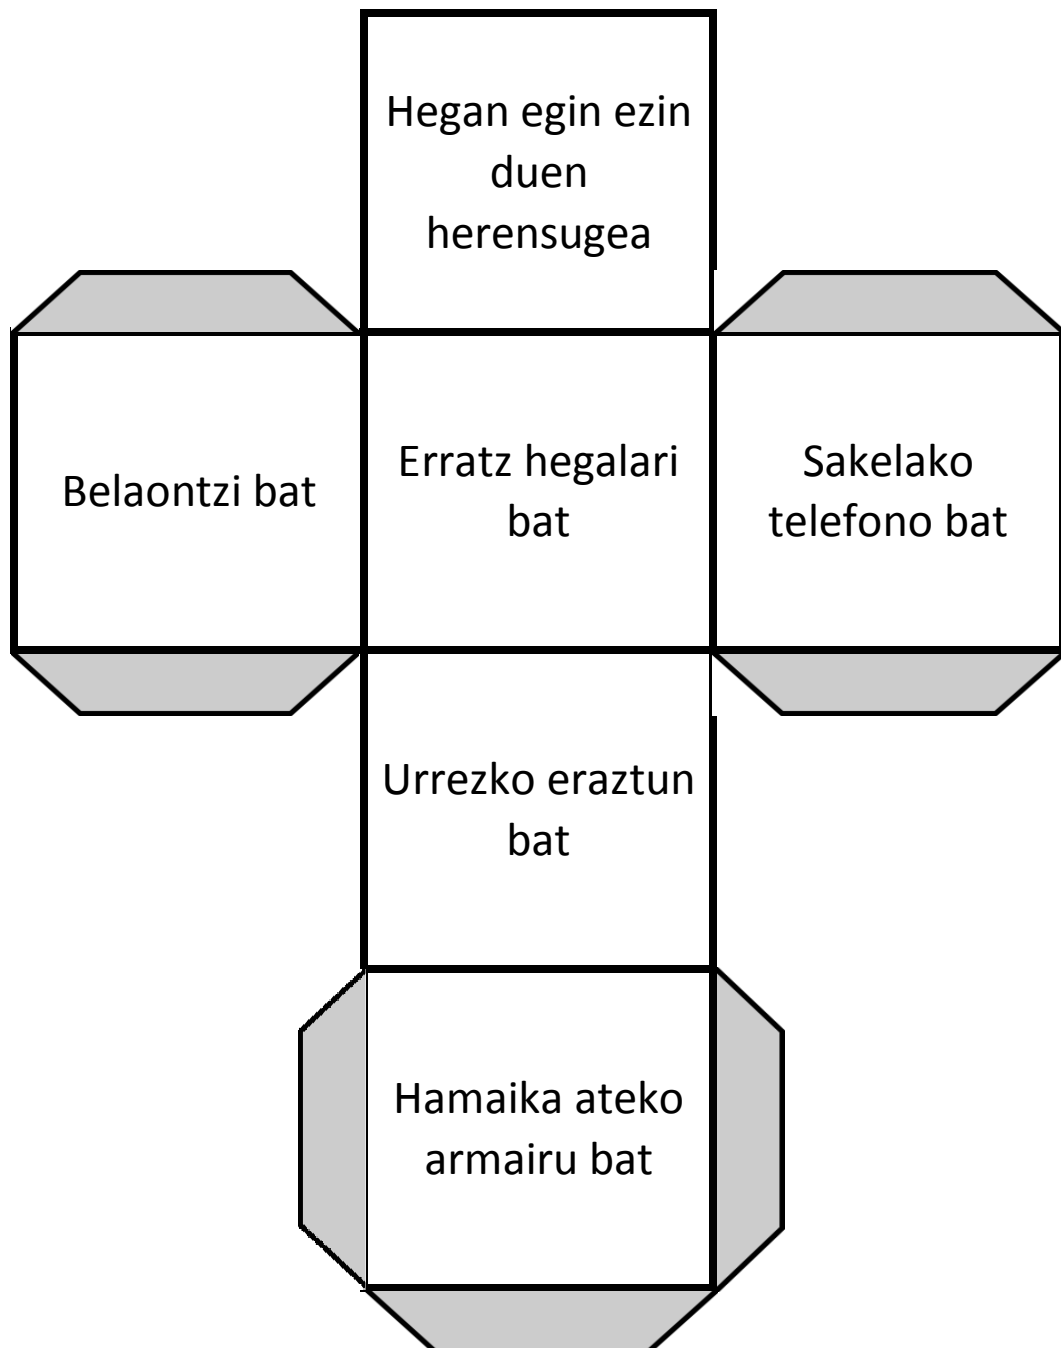 Hegan egin ezin
duen
herensugea
Belaontzi bat
Erratz hegalari
bat
Sakelako
telefono bat
Urrezko eraztun
bat
Hamaika ateko
armairu bat